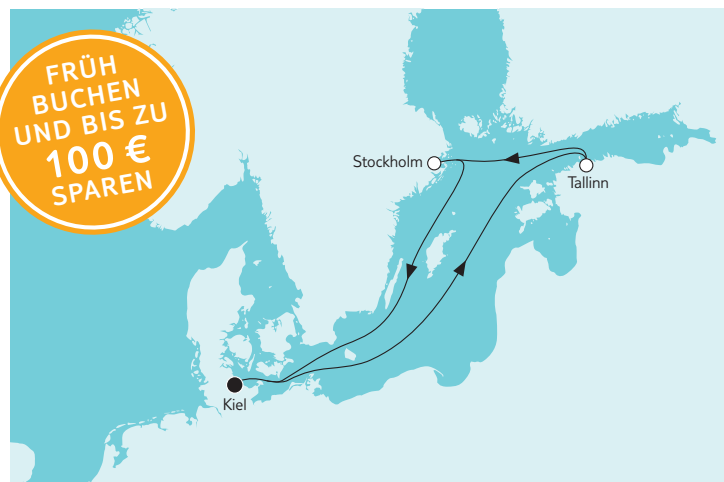 FRÜH
BUCHEN
UND BIS ZU
100 €
SPAREN
Stockholm
Tallinn
Kiel